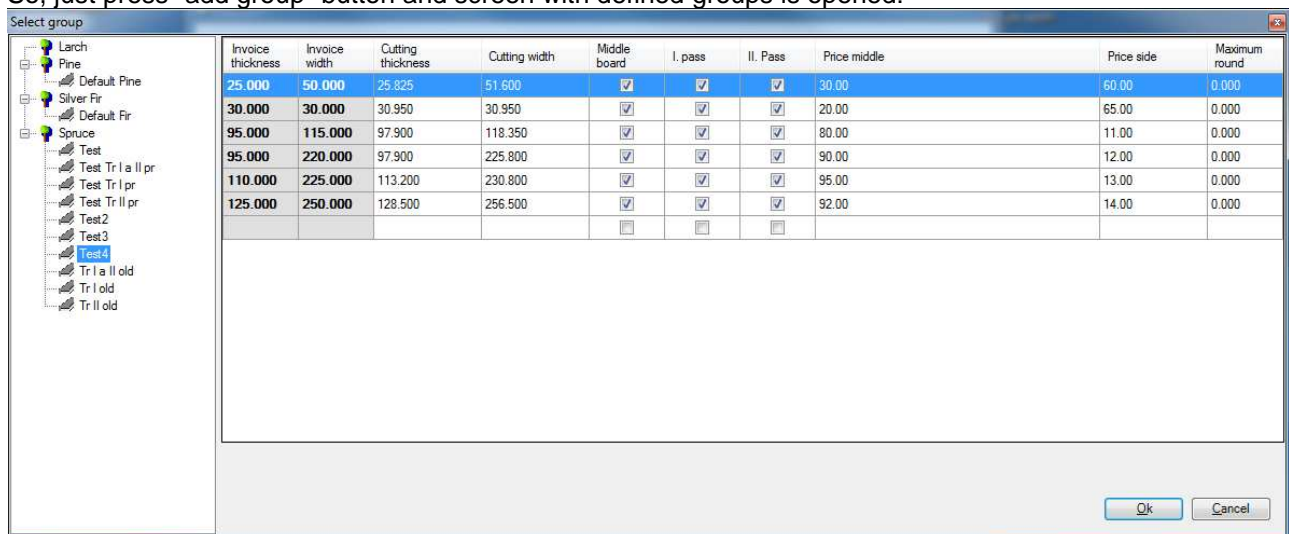 So, just press "add group" button and screen with defined groups is opened.
Select group
Larch
Pine
Default Pine
Silver Fir
Default Fir
Spruce
Test
Test Tr I a II pr
Test Tr I pr
Test Tr II pr
Test2
Test3
Test4
Tr I a II old
Tr I old
Tr II old
Invoice thickness Invoice width Cutting thickness Cutting width Middle board I. pass II. Pass Price middle Price side Maximum round
25.000 50.000 25.825 51.600 30.00 60.00 0.000
30.000 30.000 30.950 30.950 20.00 65.00 0.000
95.000 115.000 97.900 118.350 80.00 11.00 0.000
95.000 220.000 97.900 225.800 90.00 12.00 0.000
110.000 225.000 113.200 230.800 95.00 13.00 0.000
125.000 250.000 128.500 256.500 92.00 14.00 0.000
Ok Cancel